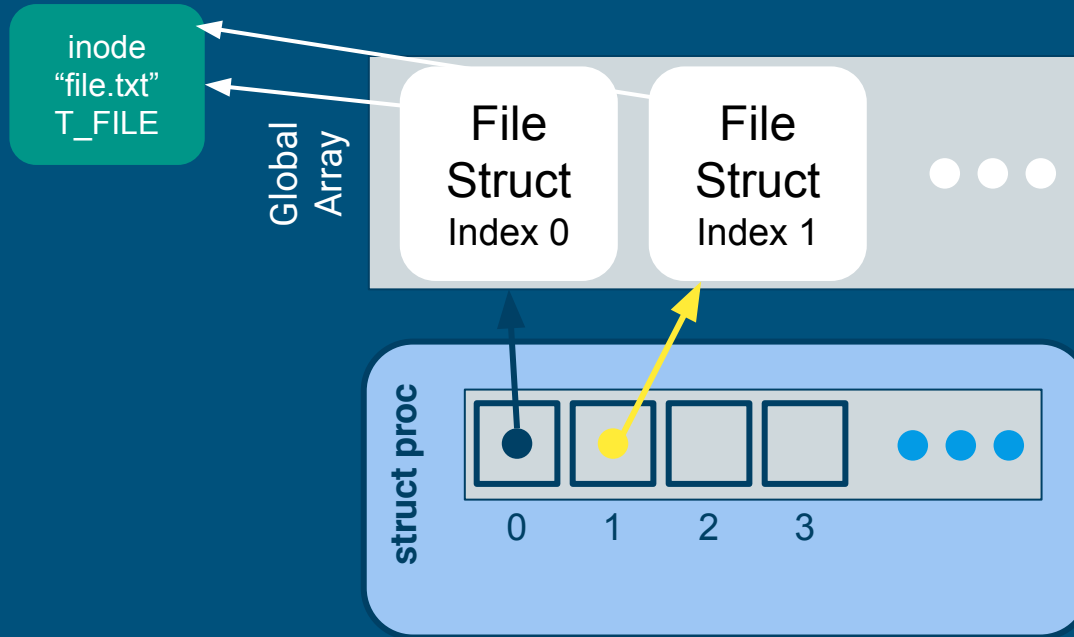 inode
“file.txt”
T_FILE
Global
Array
File
Struct
Index 0
File
Struct
Index 1
struct proc
0
1
2
3